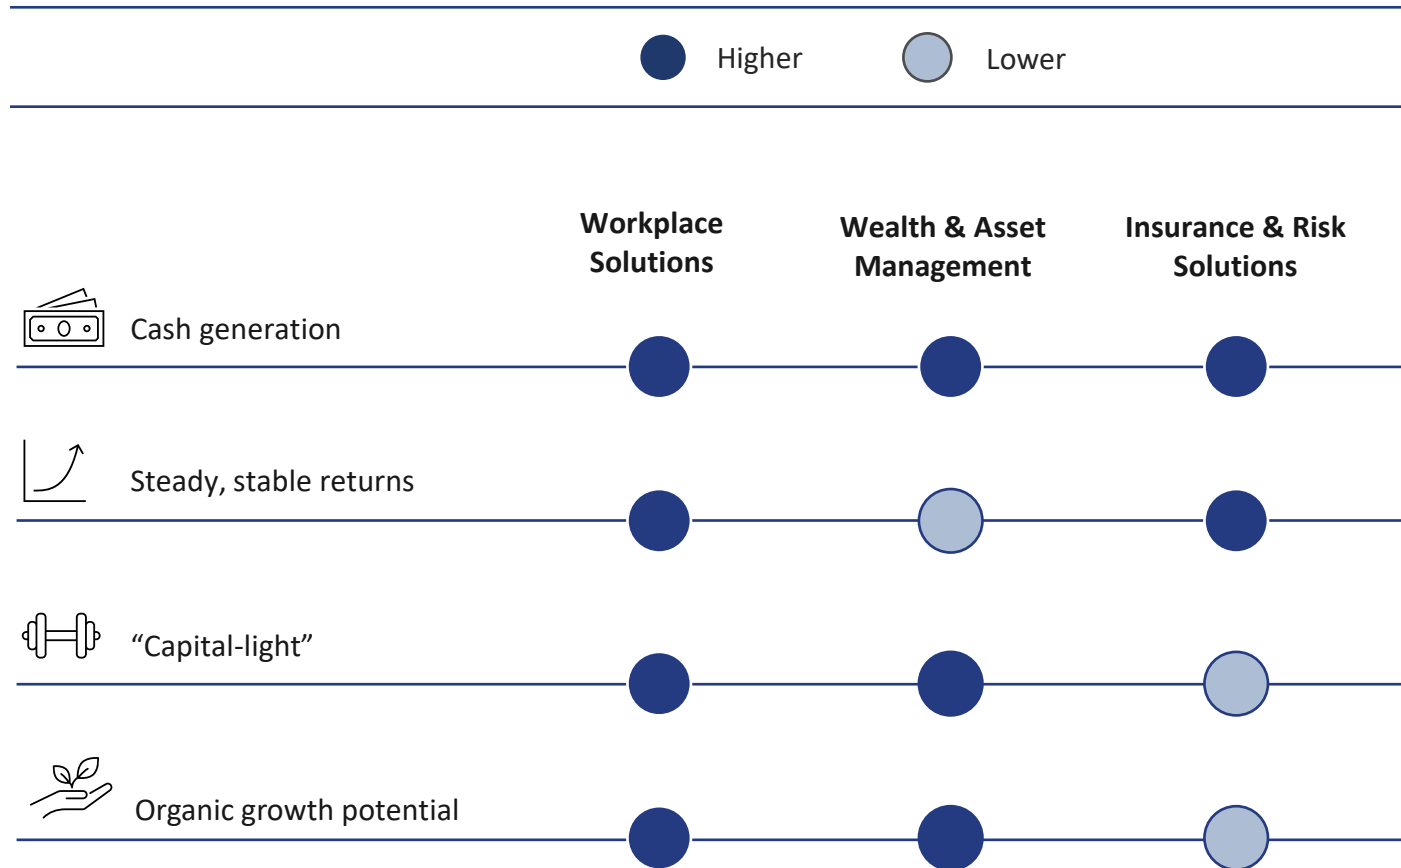 Higher
Lower
Workplace
Solutions
Wealth & Asset
Management
Insurance & Risk
Solutions
Cash generation
Steady, stable returns
“Capital-light”
Organic growth potential